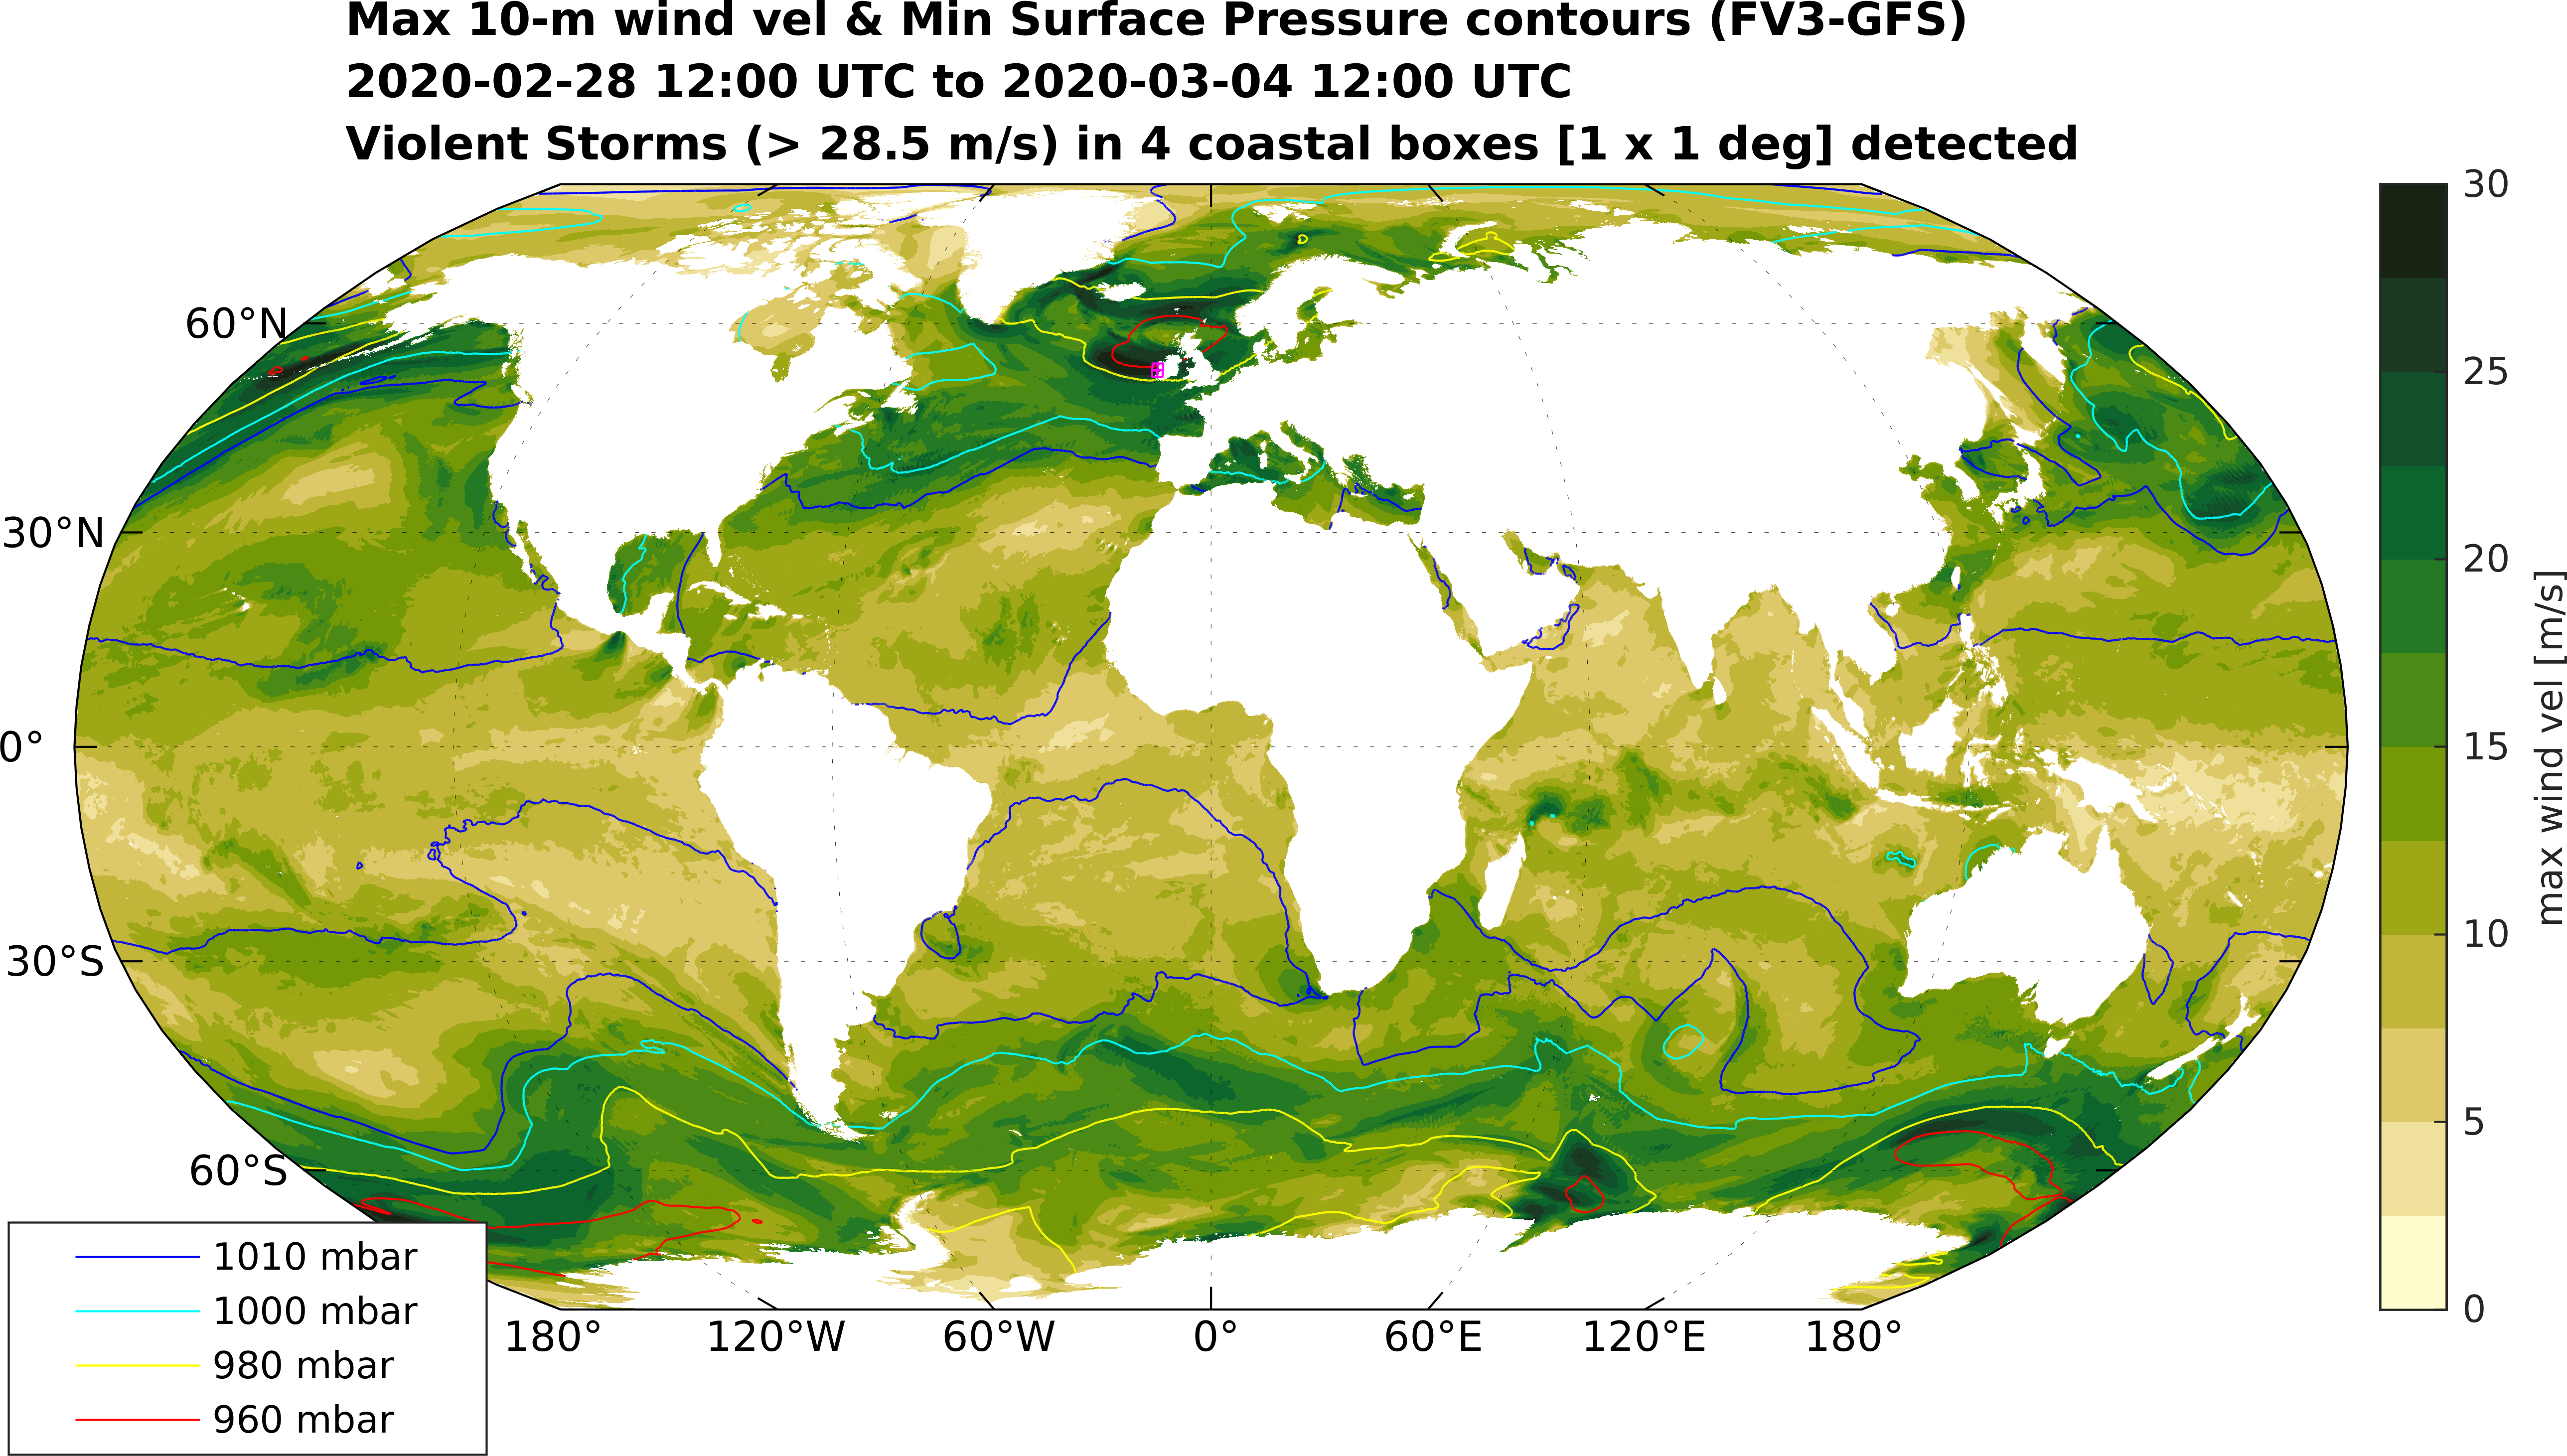 Max 10-m wind vel & Min Surface Pressure contours (FV3-GFS)
2020-02-28 12:00 UTC to 2020-03-04 12:00 UTC
Violent Storms (> 28.5 m/s) in 4 coastal boxes [1 x 1 deg] detected
60°N
30°N
0°
30°S
60°S
180°
120°W
60°W
0°
60°E
120°E
180°
1010 mbar
1000 mbar
980 mbar
960 mbar
30
25
20
15
10
5
0
max wind vel [m/s]